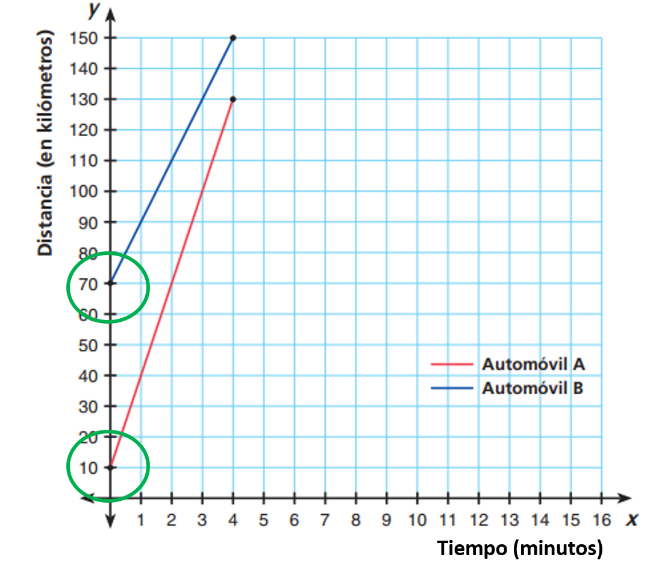 y
Distancia (en kilómetros)
150
140
130
120
110
100
90
80
70
60
50
40
30
20
10
Automóvil A
Automóvil B
1 2 3 4 5 6 7 8 9 10 11 12 13 14 15 16 x
Tiempo (minutos)